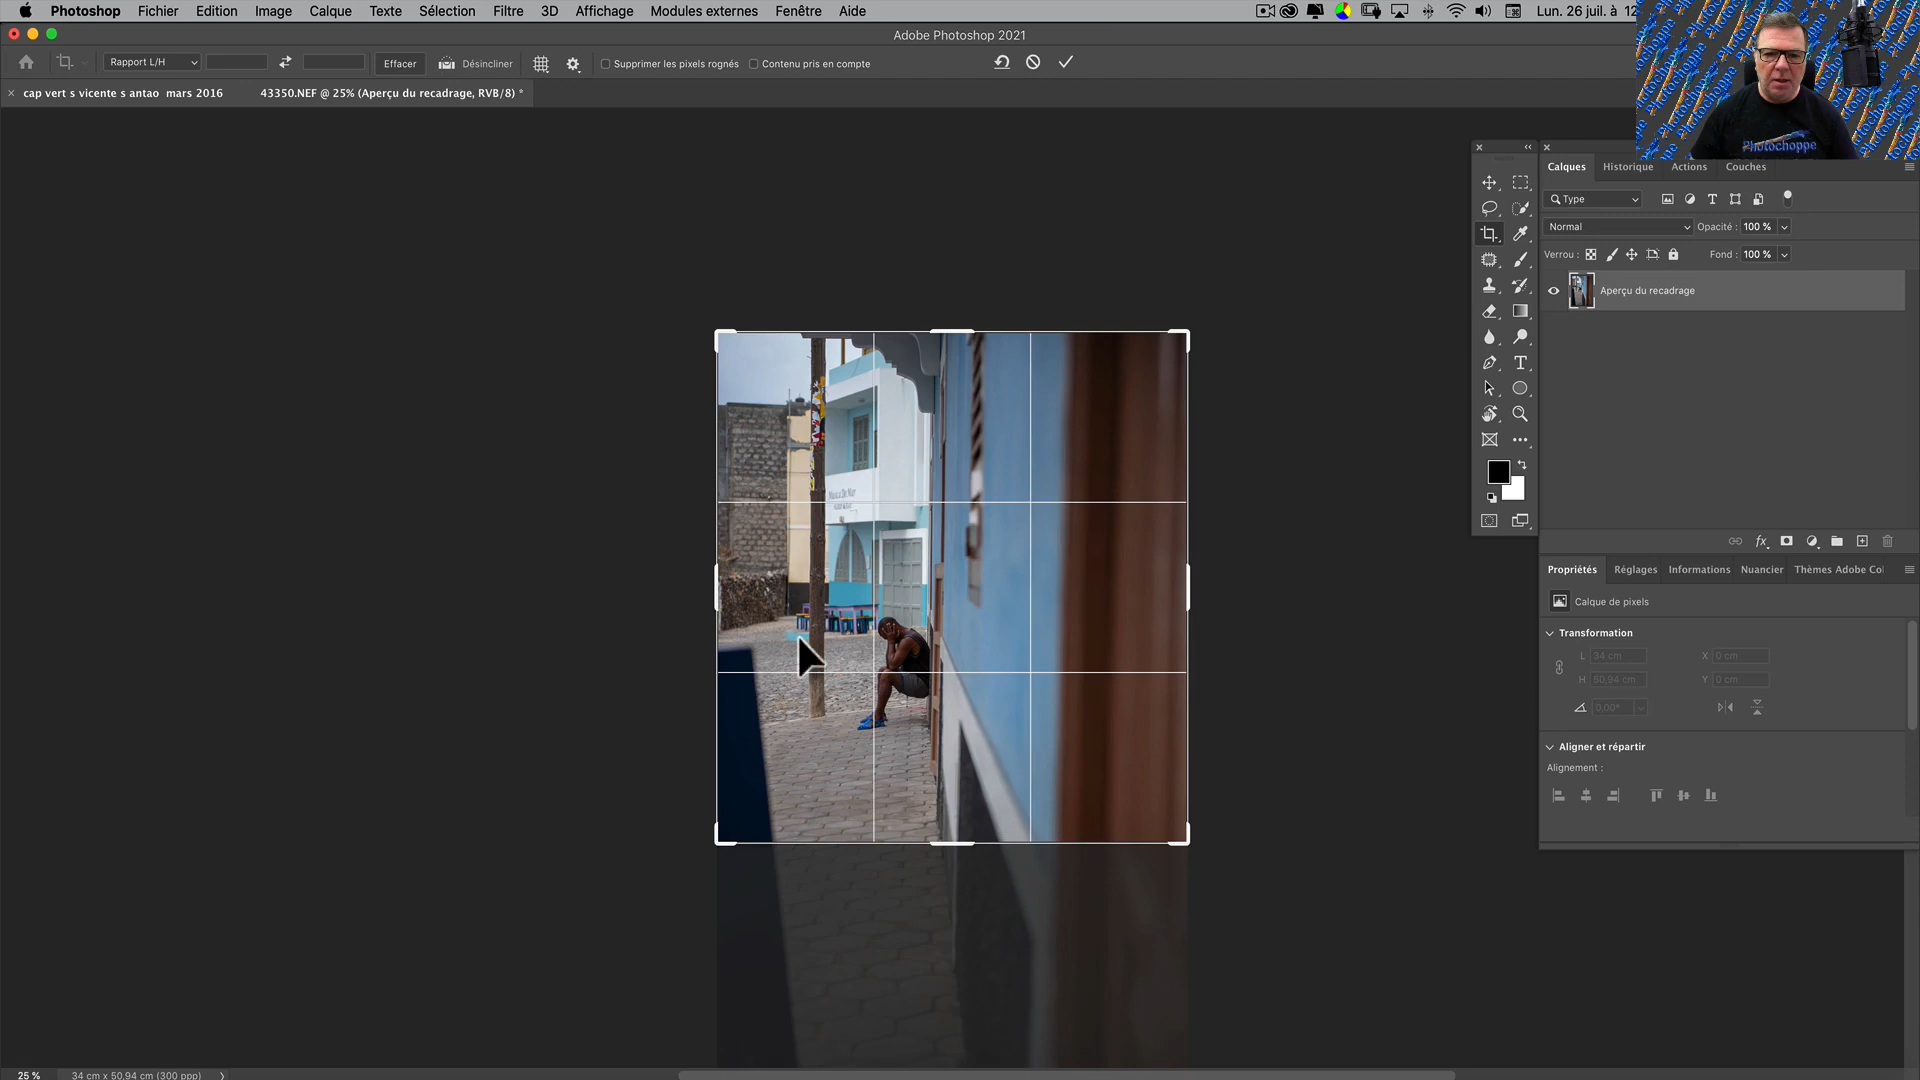 Photoshop Fichier Edition Image Calque Texte Sélection Filtre 3D Affichage Modules externes Fenêtre Aide Lun. 26 juil. à 12
Adobe Photoshop 2021
Rapport L/H Effacer Désincliner Supprimer les pixels rognés Contenu pris en compte
cap vert s vicente s antao mars 2016 43350.NEF @ 25% (Aperçu du recadrage, RVB/8) *
Photochoppe
Calques Historique Actions Couches
Type
Normal Opacité : 100 %
Verrou : Fond : 100 %
Aperçu du recadrage
Propriétés Réglages Informations Nuancier Thèmes Adobe Col
Calque de pixels
Transformation
L 34 cm X 0 cm
H 50,94 cm Y 0 cm
0,00°
Aligner et répartir
Alignement :
25 % 34 cm x 50,94 cm (300 ppp)